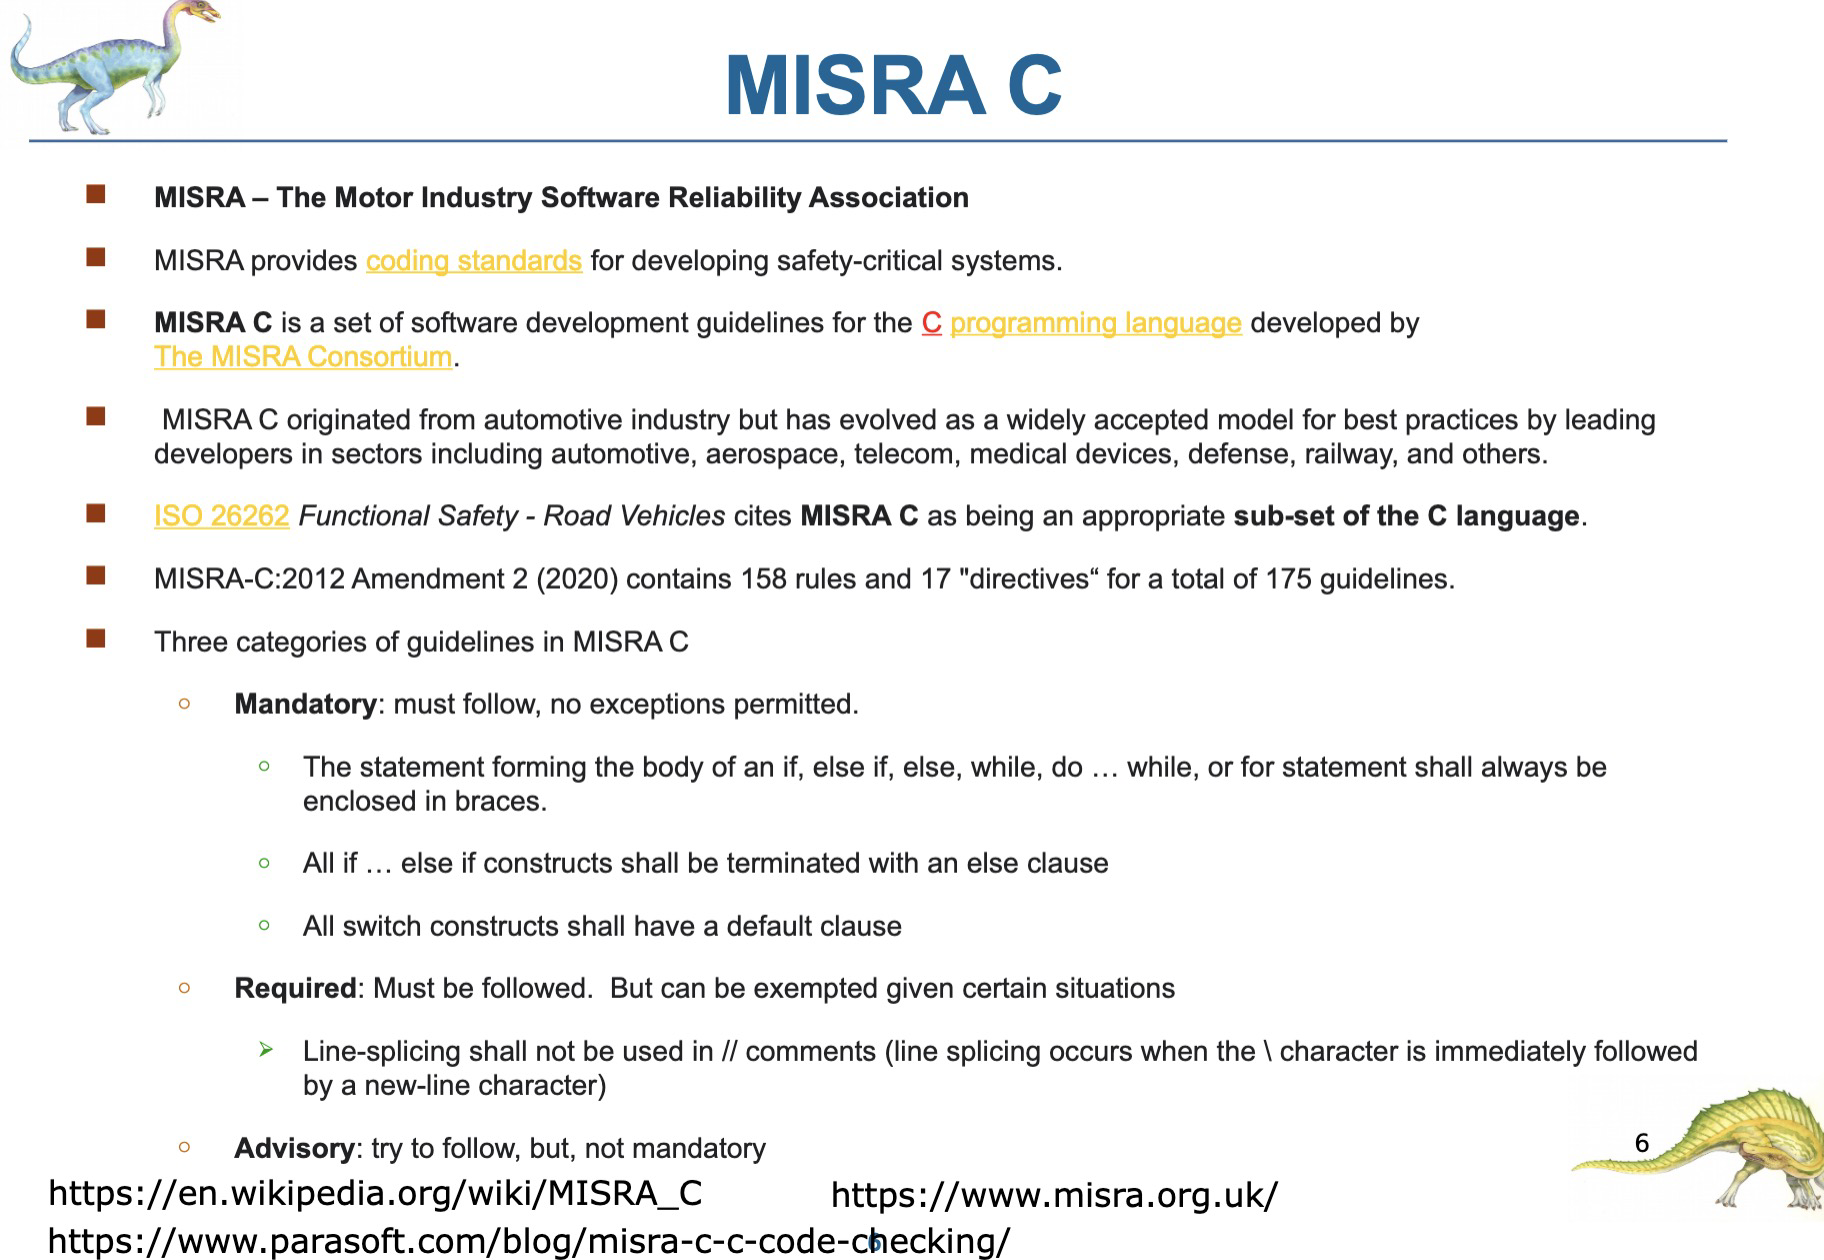 MISRA C
MISRA – The Motor Industry Software Reliability Association
MISRA provides coding standards for developing safety-critical systems.
MISRA C is a set of software development guidelines for the C programming language developed by
The MISRA Consortium.
MISRA C originated from automotive industry but has evolved as a widely accepted model for best practices by leading
developers in sectors including automotive, aerospace, telecom, medical devices, defense, railway, and others.
ISO 26262 Functional Safety - Road Vehicles cites MISRA C as being an appropriate sub-set of the C language.
MISRA-C:2012 Amendment 2 (2020) contains 158 rules and 17 "directives“ for a total of 175 guidelines.
Three categories of guidelines in MISRA C
Mandatory: must follow, no exceptions permitted.
The statement forming the body of an if, else if, else, while, do … while, or for statement shall always be
enclosed in braces.
All if … else if constructs shall be terminated with an else clause
All switch constructs shall have a default clause
Required: Must be followed.  But can be exempted given certain situations
Line-splicing shall not be used in // comments (line splicing occurs when the \ character is immediately followed
by a new-line character)
Advisory: try to follow, but, not mandatory
6
https://en.wikipedia.org/wiki/MISRA_C
https://www.misra.org.uk/
https://www.parasoft.com/blog/misra-c-c-code-checking/
6